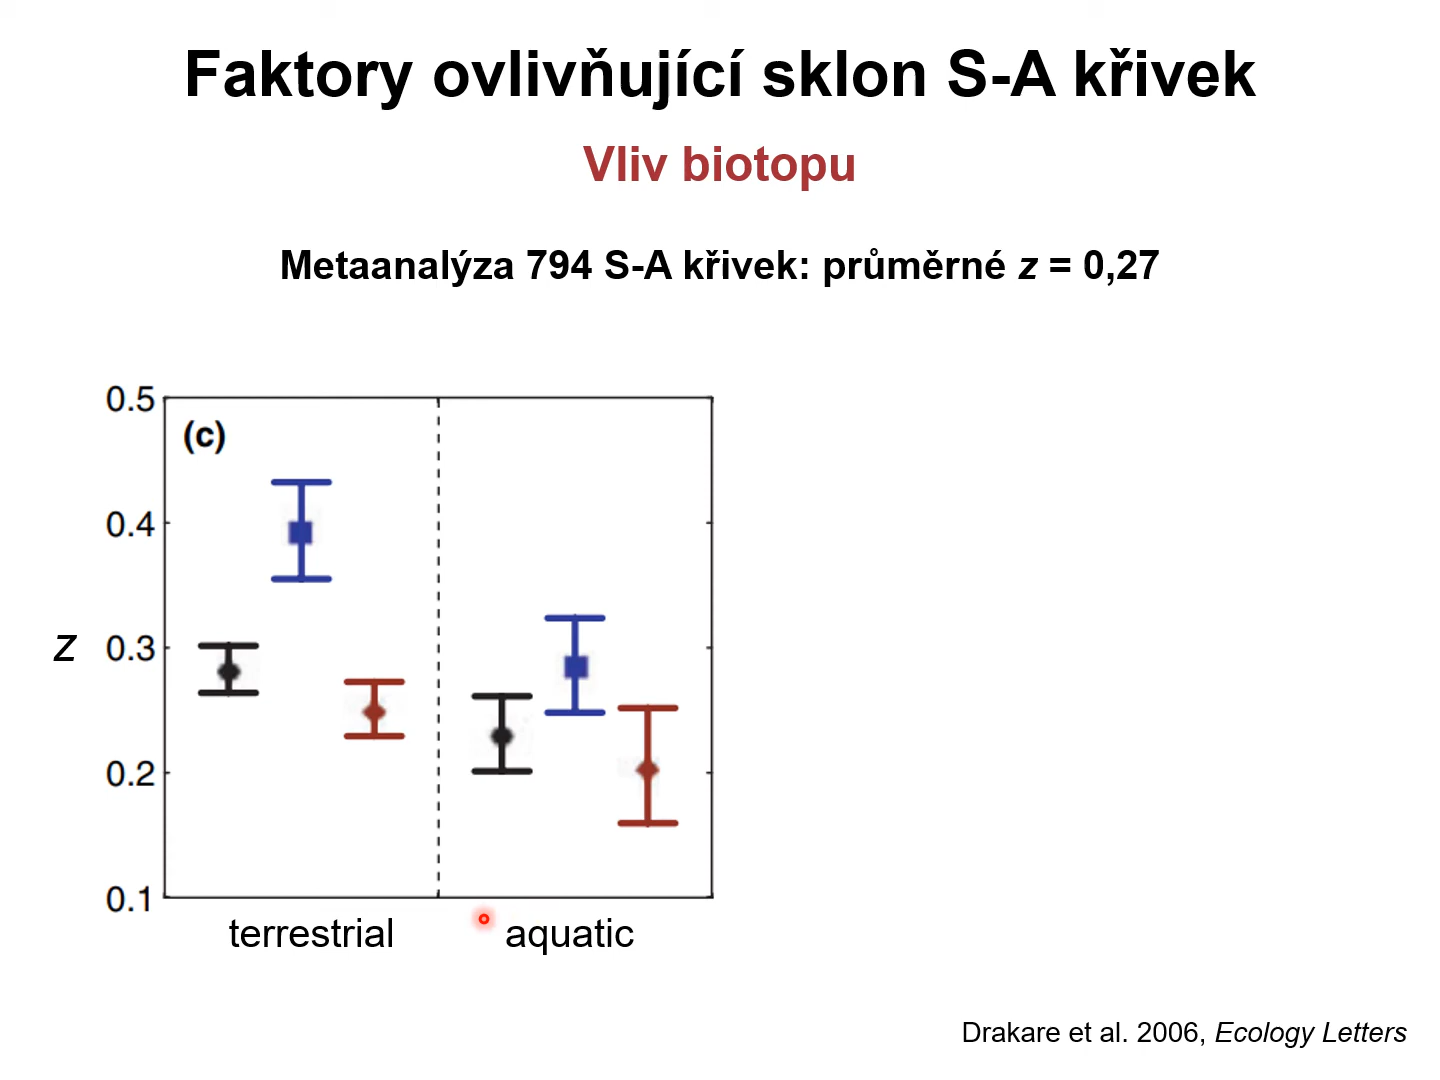 Faktory ovlivňující sklon S-A křivek
Vliv biotopu
Metaanalýza 794 S-A křivek: průměrné z = 0,27
0.5
(c)
0.4
z
0.3
0.2
0.1
terrestrial
aquatic
Drakare et al. 2006, Ecology Letters